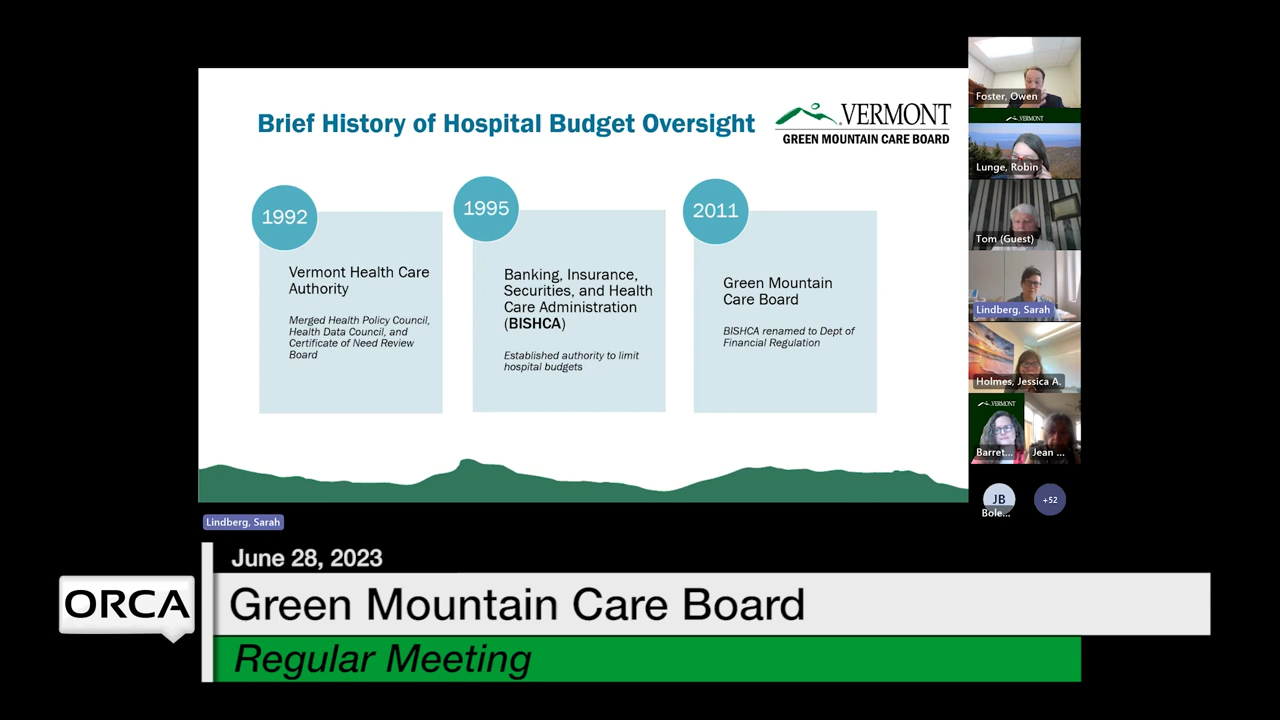 Brief History of Hospital Budget Oversight
VERMONT
GREEN MOUNTAIN CARE BOARD
1992
Vermont Health Care
Authority
Merged Health Policy Council,
Health Data Council, and
Certificate of Need Review
Board
1995
Banking, Insurance,
Securities, and Health
Care Administration
(BISHCA)
Established authority to limit
hospital budgets
2011
Green Mountain
Care Board
BISHCA renamed to Dept of
Financial Regulation
Foster, Owen
VERMONT
Lunge, Robin
Tom (Guest)
Lindberg, Sarah
Holmes, Jessica A.
VERMONT
Barret...
Jean ...
JB
Bole...
+52
Lindberg, Sarah
June 28, 2023
ORCA
Green Mountain Care Board
Regular Meeting